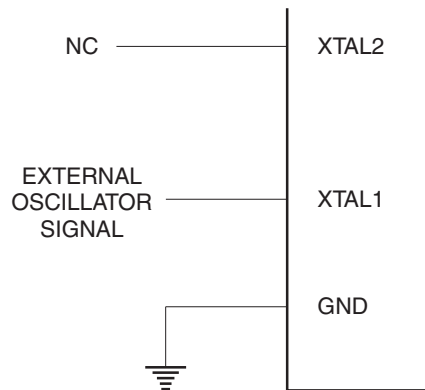 NC
XTAL2
EXTERNAL
OSCILLATOR
SIGNAL
XTAL1
GND